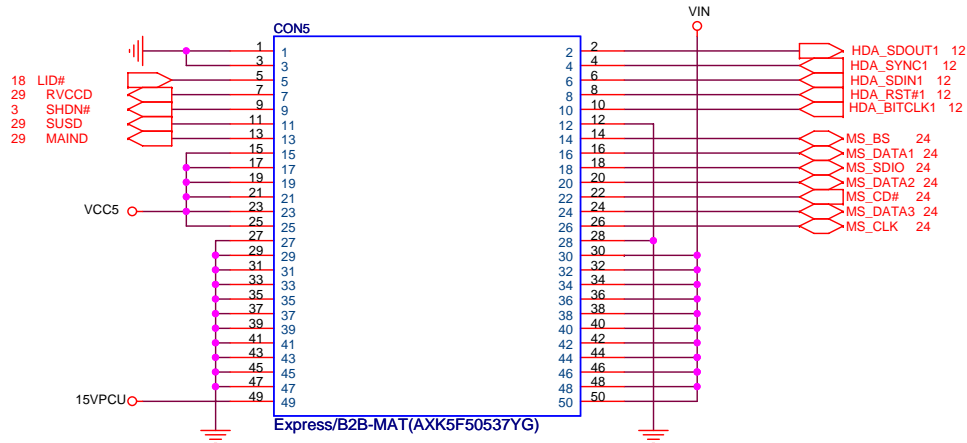 VIN
CON5
1 1 2 2 HDA_SDOUT1 12
3 3 4 4 HDA_SYNC1 12
18 LID# 5 5 6 6 HDA_SDIN1 12
29 RVCCD 7 7 8 8 HDA_RST#1 12
3 SHDN# 9 9 10 10 HDA_BITCLK1 12
29 SUSD 11 11 12 12
29 MAIND 13 13 14 14 MS_BS 24
15 15 16 16 MS_DATA1 24
17 17 18 18 MS_SDIO 24
19 19 20 20 MS_DATA2 24
21 21 22 22 MS_CD# 24
VCC5 23 23 24 24 MS_DATA3 24
25 25 26 26 MS_CLK 24
27 27 28 28
29 29 30 30
31 31 32 32
33 33 34 34
35 35 36 36
37 37 38 38
39 39 40 40
41 41 42 42
43 43 44 44
45 45 46 46
47 47 48 48
15VPCU 49 49 50 50
Express/B2B-MAT(AXK5F50537YG)